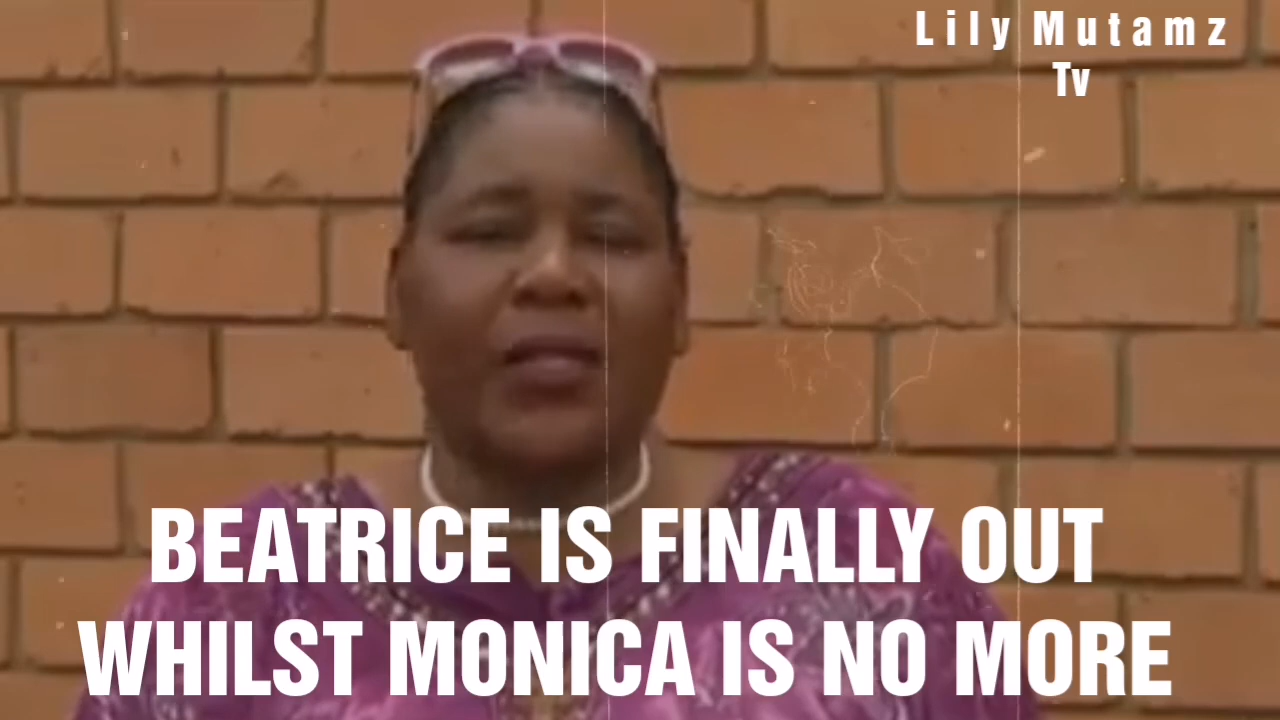 Lily Mutamz
Tv
BEATRICE IS FINALLY OUT
WHILST MONICA IS NO MORE